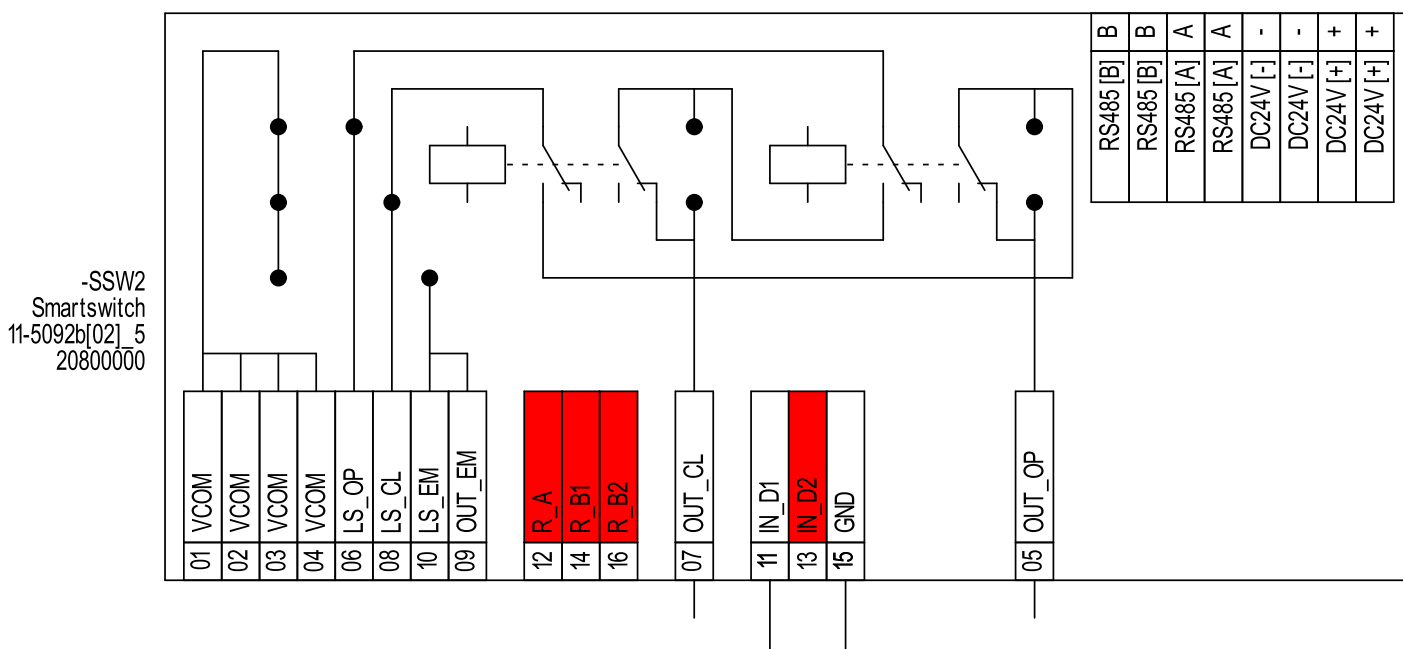 B
B
A
A
-
-
+
+
RS485 [B]
RS485 [B]
RS485 [A]
RS485 [A]
DC24V [-]
DC24V [-]
DC24V [+]
DC24V [+]
-SSW2
Smartswitch
11-5092b[02]_5
20800000
VCOM
VCOM
VCOM
VCOM
LS_OP
LS_CL
LS_EM
OUT_EM
R_A
R_B1
R_B2
OUT_CL
IN_D1
IN_D2
GND
OUT_OP
01
02
03
04
06
08
10
09
12
14
16
07
11
13
15
05